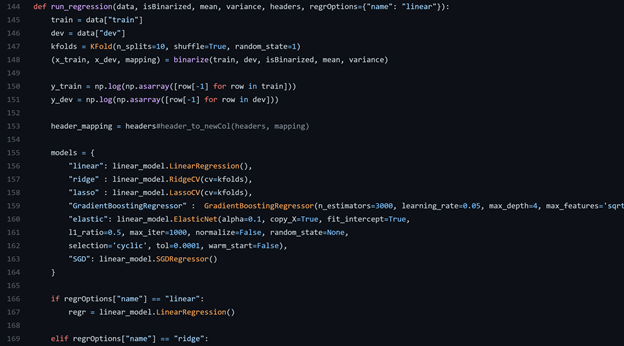 144 def run_regression(data, isBinarized, mean, variance, headers, regrOptions={"name": "linear"}):
145     train = data["train"]
146     dev = data["dev"]
147     kfolds = KFold(n_splits=10, shuffle=True, random_state=1)
148     (x_train, x_dev, mapping) = binarize(train, dev, isBinarized, mean, variance)
149
150     y_train = np.log(np.asarray([row[-1] for row in train]))
151     y_dev = np.log(np.asarray([row[-1] for row in dev]))
152
153     header_mapping = headers#header_to_newCol(headers, mapping)
154
155     models = {
156         "linear": linear_model.LinearRegression(),
157         "ridge" : linear_model.RidgeCV(cv=kfolds),
158         "lasso" : linear_model.LassoCV(cv=kfolds),
159         "GradientBoostingRegressor" :  GradientBoostingRegressor(n_estimators=3000, learning_rate=0.05, max_depth=4, max_features='sqrt
160         "elastic": linear_model.ElasticNet(alpha=0.1, copy_X=True, fit_intercept=True,
161         l1_ratio=0.5, max_iter=1000, normalize=False, random_state=None,
162         selection='cyclic', tol=0.0001, warm_start=False),
163         "SGD": linear_model.SGDRegressor()
164     }
165
166     if regrOptions["name"] == "linear":
167         regr = linear_model.LinearRegression()
168
169     elif regrOptions["name"] == "ridge":